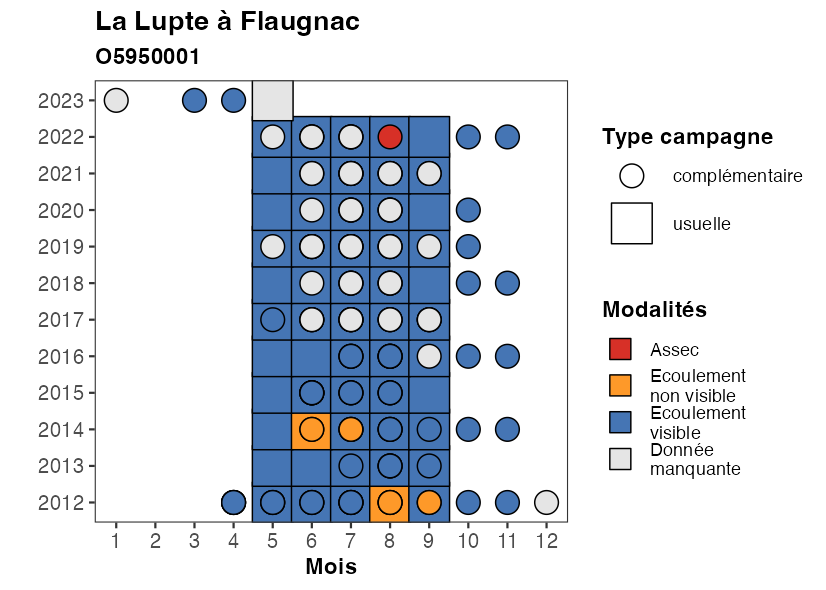 La Lupte à Flaugnac
O5950001
2023
2022
2021
2020
2019
2018
2017
2016
2015
2014
2013
2012
1 2 3 4 5 6 7 8 9 10 11 12
Mois
Type campagne
complémentaire
usuelle
Modalités
Assec
Ecoulement
non visible
Ecoulement
visible
Donnée
manquante